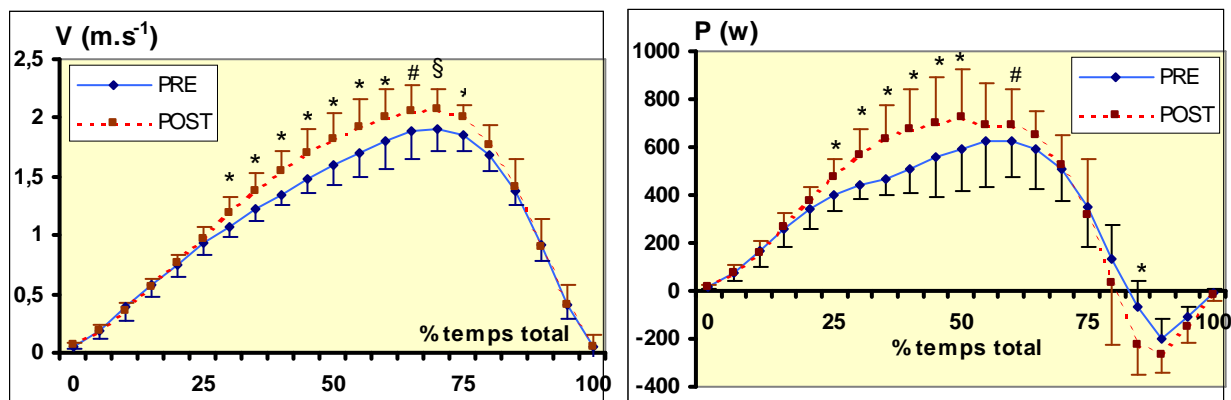 V (m.s-1)
2,5
2
1,5
1
0,5
0
PRE
POST
* * * * * * * # § *
% temps total
0 25 50 75 100
P (w)
1000
800
600
400
200
0
-200
-400
PRE
POST
* * * * * * # *
0 25 50 75 100
% temps total